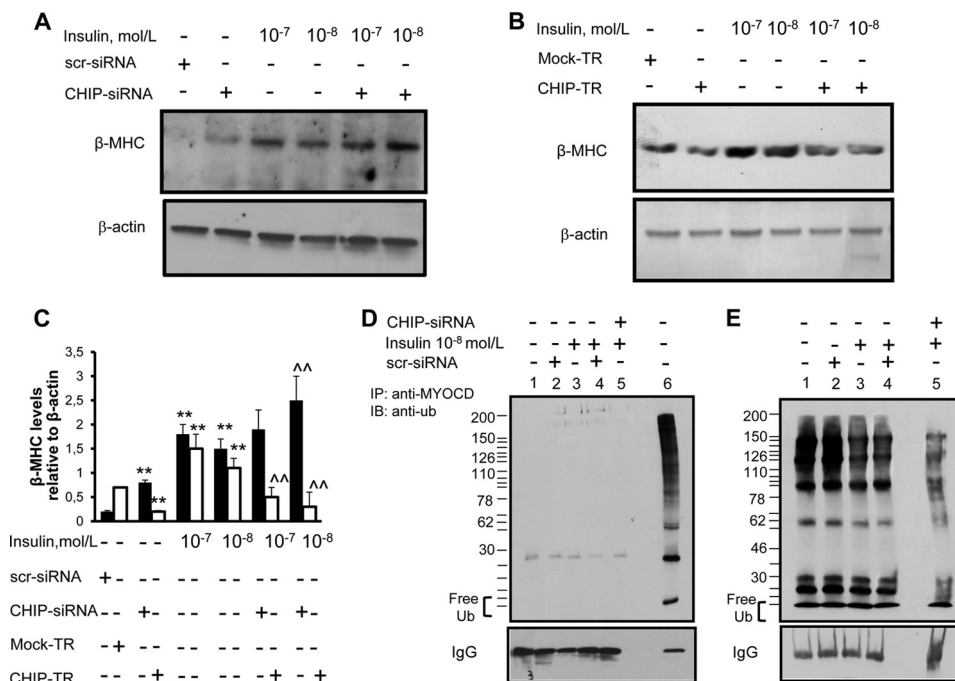 A
Insulin, mol/L - - 10-7 10-8 10-7 10-8
scr-siRNA + - - - - -
CHIP-siRNA - + - - + +
β-MHC
β-actin
B
Insulin, mol/L - - 10-7 10-8 10-7 10-8
Mock-TR + - - - - -
CHIP-TR - + - - + +
β-MHC
β-actin
C
β-MHC levels
relative to β-actin
3,5
3
2,5
2
1,5
1
0,5
0
** ** ** ** ** ** ^^ ^^ ^^
Insulin,mol/L -- -- -- 10-7 10-8 10-7 10-8
scr-siRNA +- -- -- -- -- --
CHIP-siRNA -- +- -- -- +- +-
Mock-TR -+ -- -- -- -- --
CHIP-TR -- -+ -- -- -+ -+
D
CHIP-siRNA - - - - + -
Insulin 10-8 mol/L - - + + + -
scr-siRNA - + - + - -
1 2 3 4 5 6
IP: anti-MYOCD
IB: anti-ub
200
150
126
110
78
62
30
Free
Ub
IgG
3
E
- - - - +
- - + + +
- + - + -
1 2 3 4 5
200
150
126
110
78
62
46
30
Free
Ub
IgG